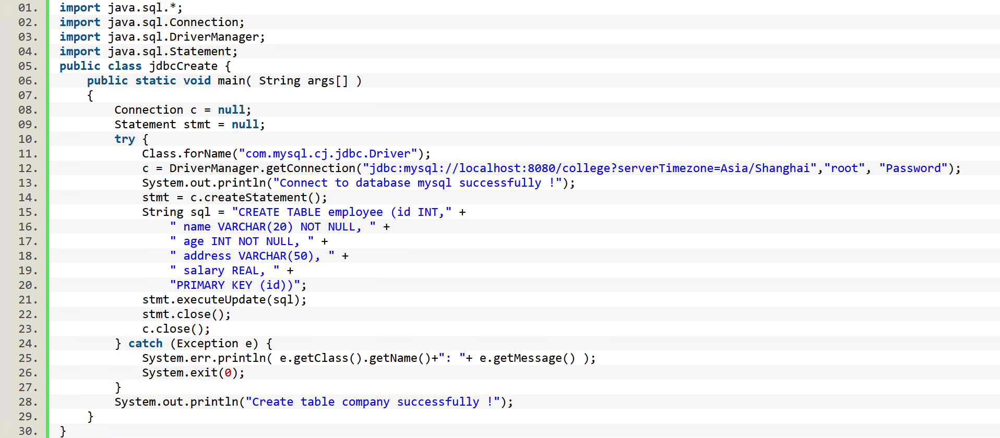 01. import java.sql.*;
02. import java.sql.Connection;
03. import java.sql.DriverManager;
04. import java.sql.Statement;
05. public class jdbcCreate {
06.     public static void main( String args[] )
07.     {
08.         Connection c = null;
09.         Statement stmt = null;
10.         try {
11.             Class.forName("com.mysql.cj.jdbc.Driver");
12.             c = DriverManager.getConnection("jdbc:mysql://localhost:8080/college?serverTimezone=Asia/Shanghai","root", "Password");
13.             System.out.println("Connect to database mysql successfully !");
14.             stmt = c.createStatement();
15.             String sql = "CREATE TABLE employee (id INT," +
16.                 " name VARCHAR(20) NOT NULL, " +
17.                 " age INT NOT NULL, " +
18.                 " address VARCHAR(50), " +
19.                 " salary REAL, " +
20.                 "PRIMARY KEY (id))";
21.             stmt.executeUpdate(sql);
22.             stmt.close();
23.             c.close();
24.         } catch (Exception e) {
25.             System.err.println( e.getClass().getName()+": "+ e.getMessage() );
26.             System.exit(0);
27.         }
28.         System.out.println("Create table company successfully !");
29.     }
30. }